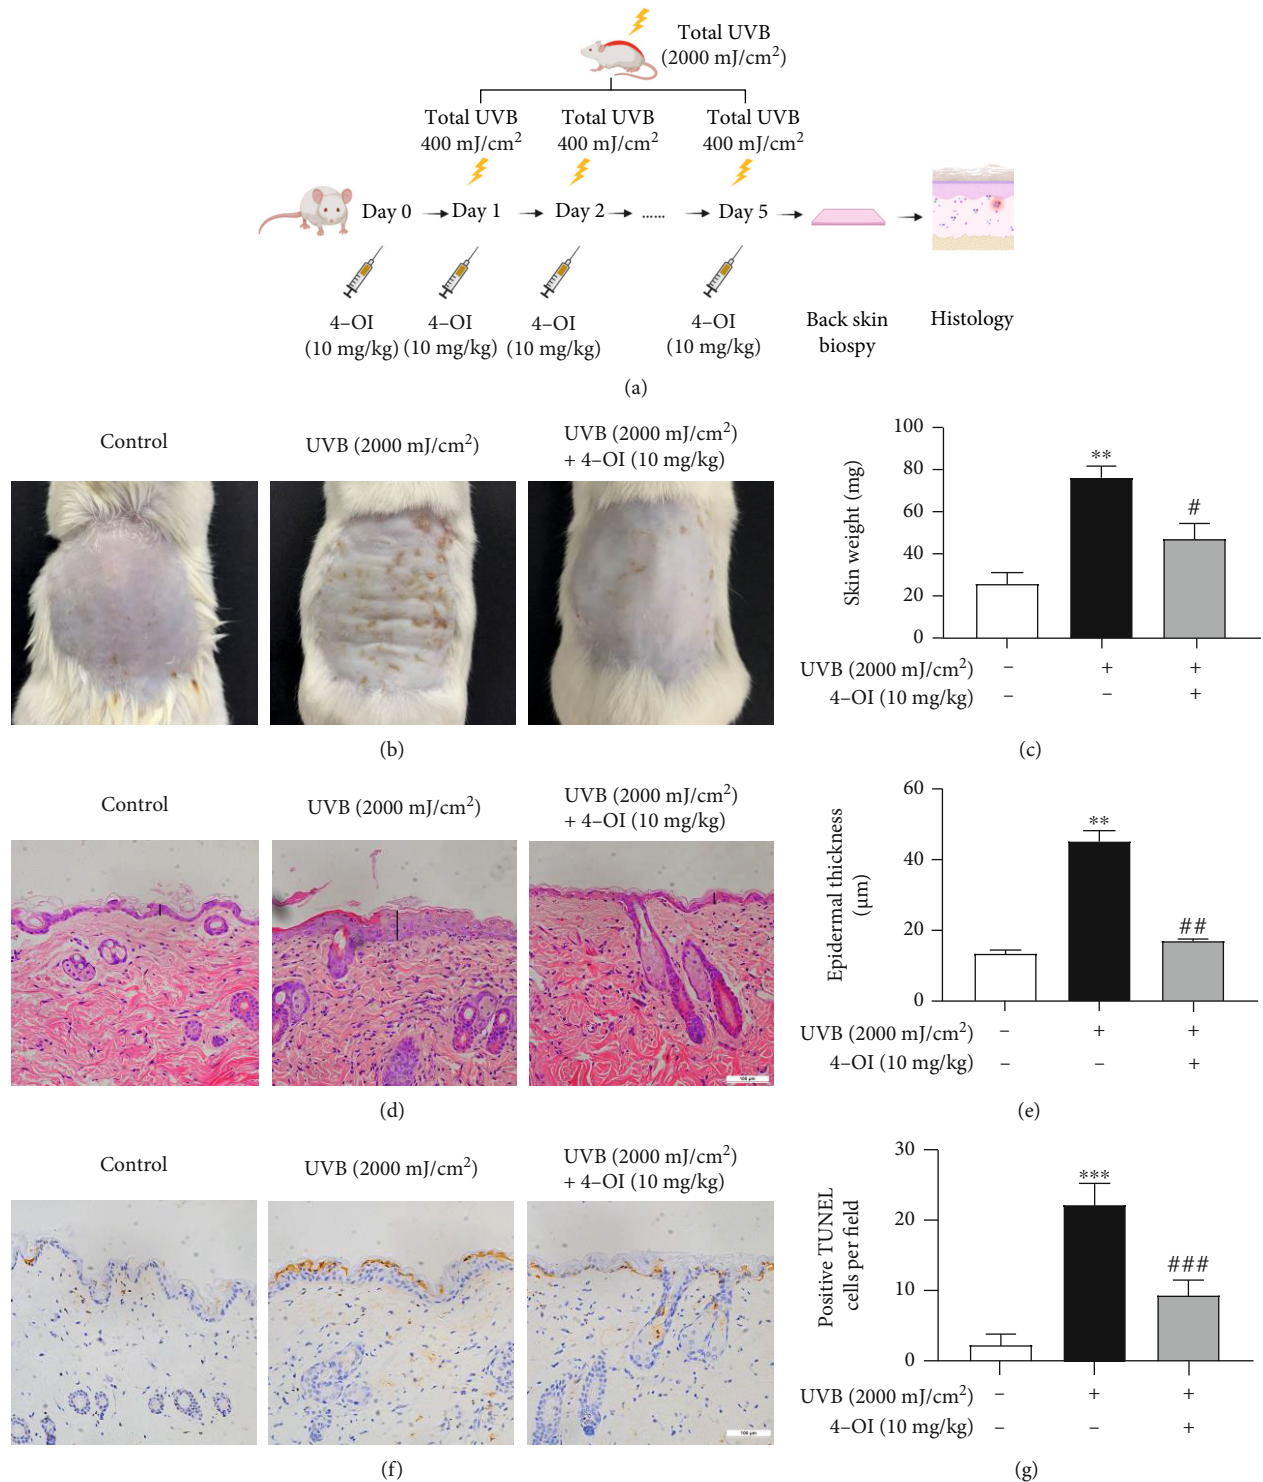 Total UVB
(2000 mJ/cm²)
Total UVB
400 mJ/cm²
Total UVB
400 mJ/cm²
Total UVB
400 mJ/cm²
Day 0
Day 1
Day 2
......
Day 5
4–OI
(10 mg/kg)
4–OI
(10 mg/kg)
4–OI
(10 mg/kg)
4–OI
(10 mg/kg)
Back skin
biospy
Histology
(a)
Control
UVB (2000 mJ/cm²)
UVB (2000 mJ/cm²)
+ 4–OI (10 mg/kg)
(b)
Skin weight (mg)
100
80
60
40
20
0
**
#
UVB (2000 mJ/cm²) – + +
4–OI (10 mg/kg) – – +
(c)
Control
UVB (2000 mJ/cm²)
UVB (2000 mJ/cm²)
+ 4–OI (10 mg/kg)
100 μm
(d)
Epidermal thickness
(μm)
60
40
20
0
**
##
UVB (2000 mJ/cm²) – + +
4–OI (10 mg/kg) – – +
(e)
Control
UVB (2000 mJ/cm²)
UVB (2000 mJ/cm²)
+ 4–OI (10 mg/kg)
100 μm
(f)
Positive TUNEL
cells per field
30
20
10
0
***
###
UVB (2000 mJ/cm²) – + +
4–OI (10 mg/kg) – – +
(g)